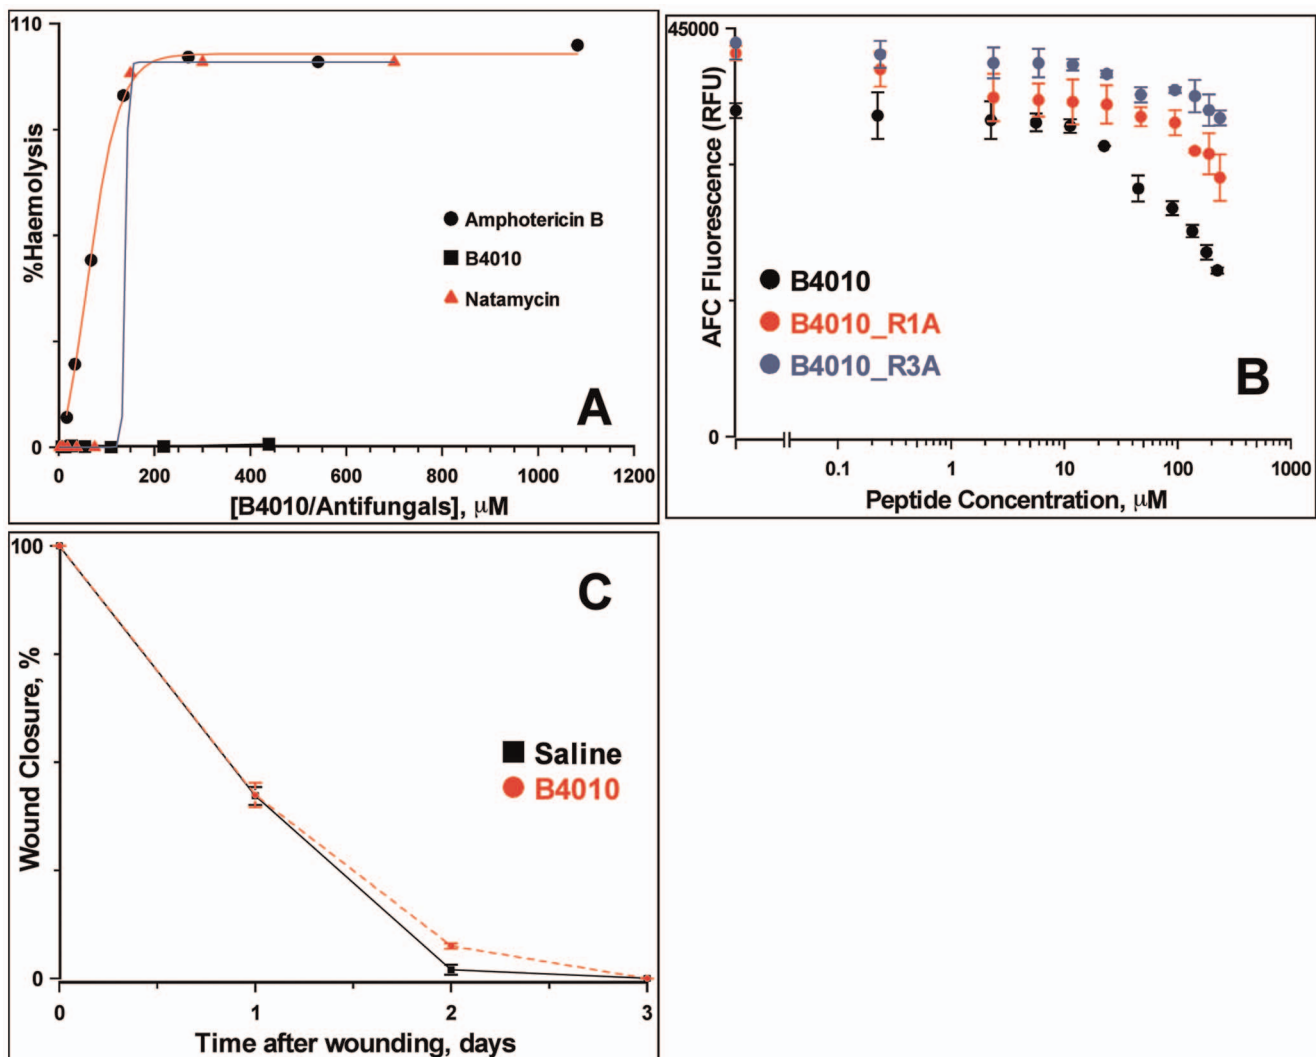 110
%Haemolysis
Amphotericin B
B4010
Natamycin
A
0
0 200 400 600 800 1000 1200
[B4010/Antifungals], μM
45000
AFC Fluorescence (RFU)
B4010
B4010_R1A
B4010_R3A
B
0
0.1 1 10 100 1000
Peptide Concentration, μM
100
C
Wound Closure, %
Saline
B4010
0
0 1 2 3
Time after wounding, days